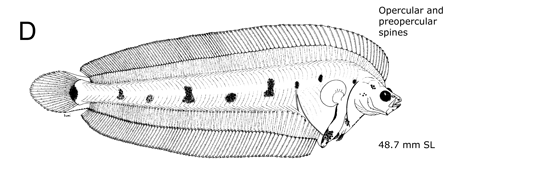 D
Opercular and
preopercular
spines
48.7 mm SL